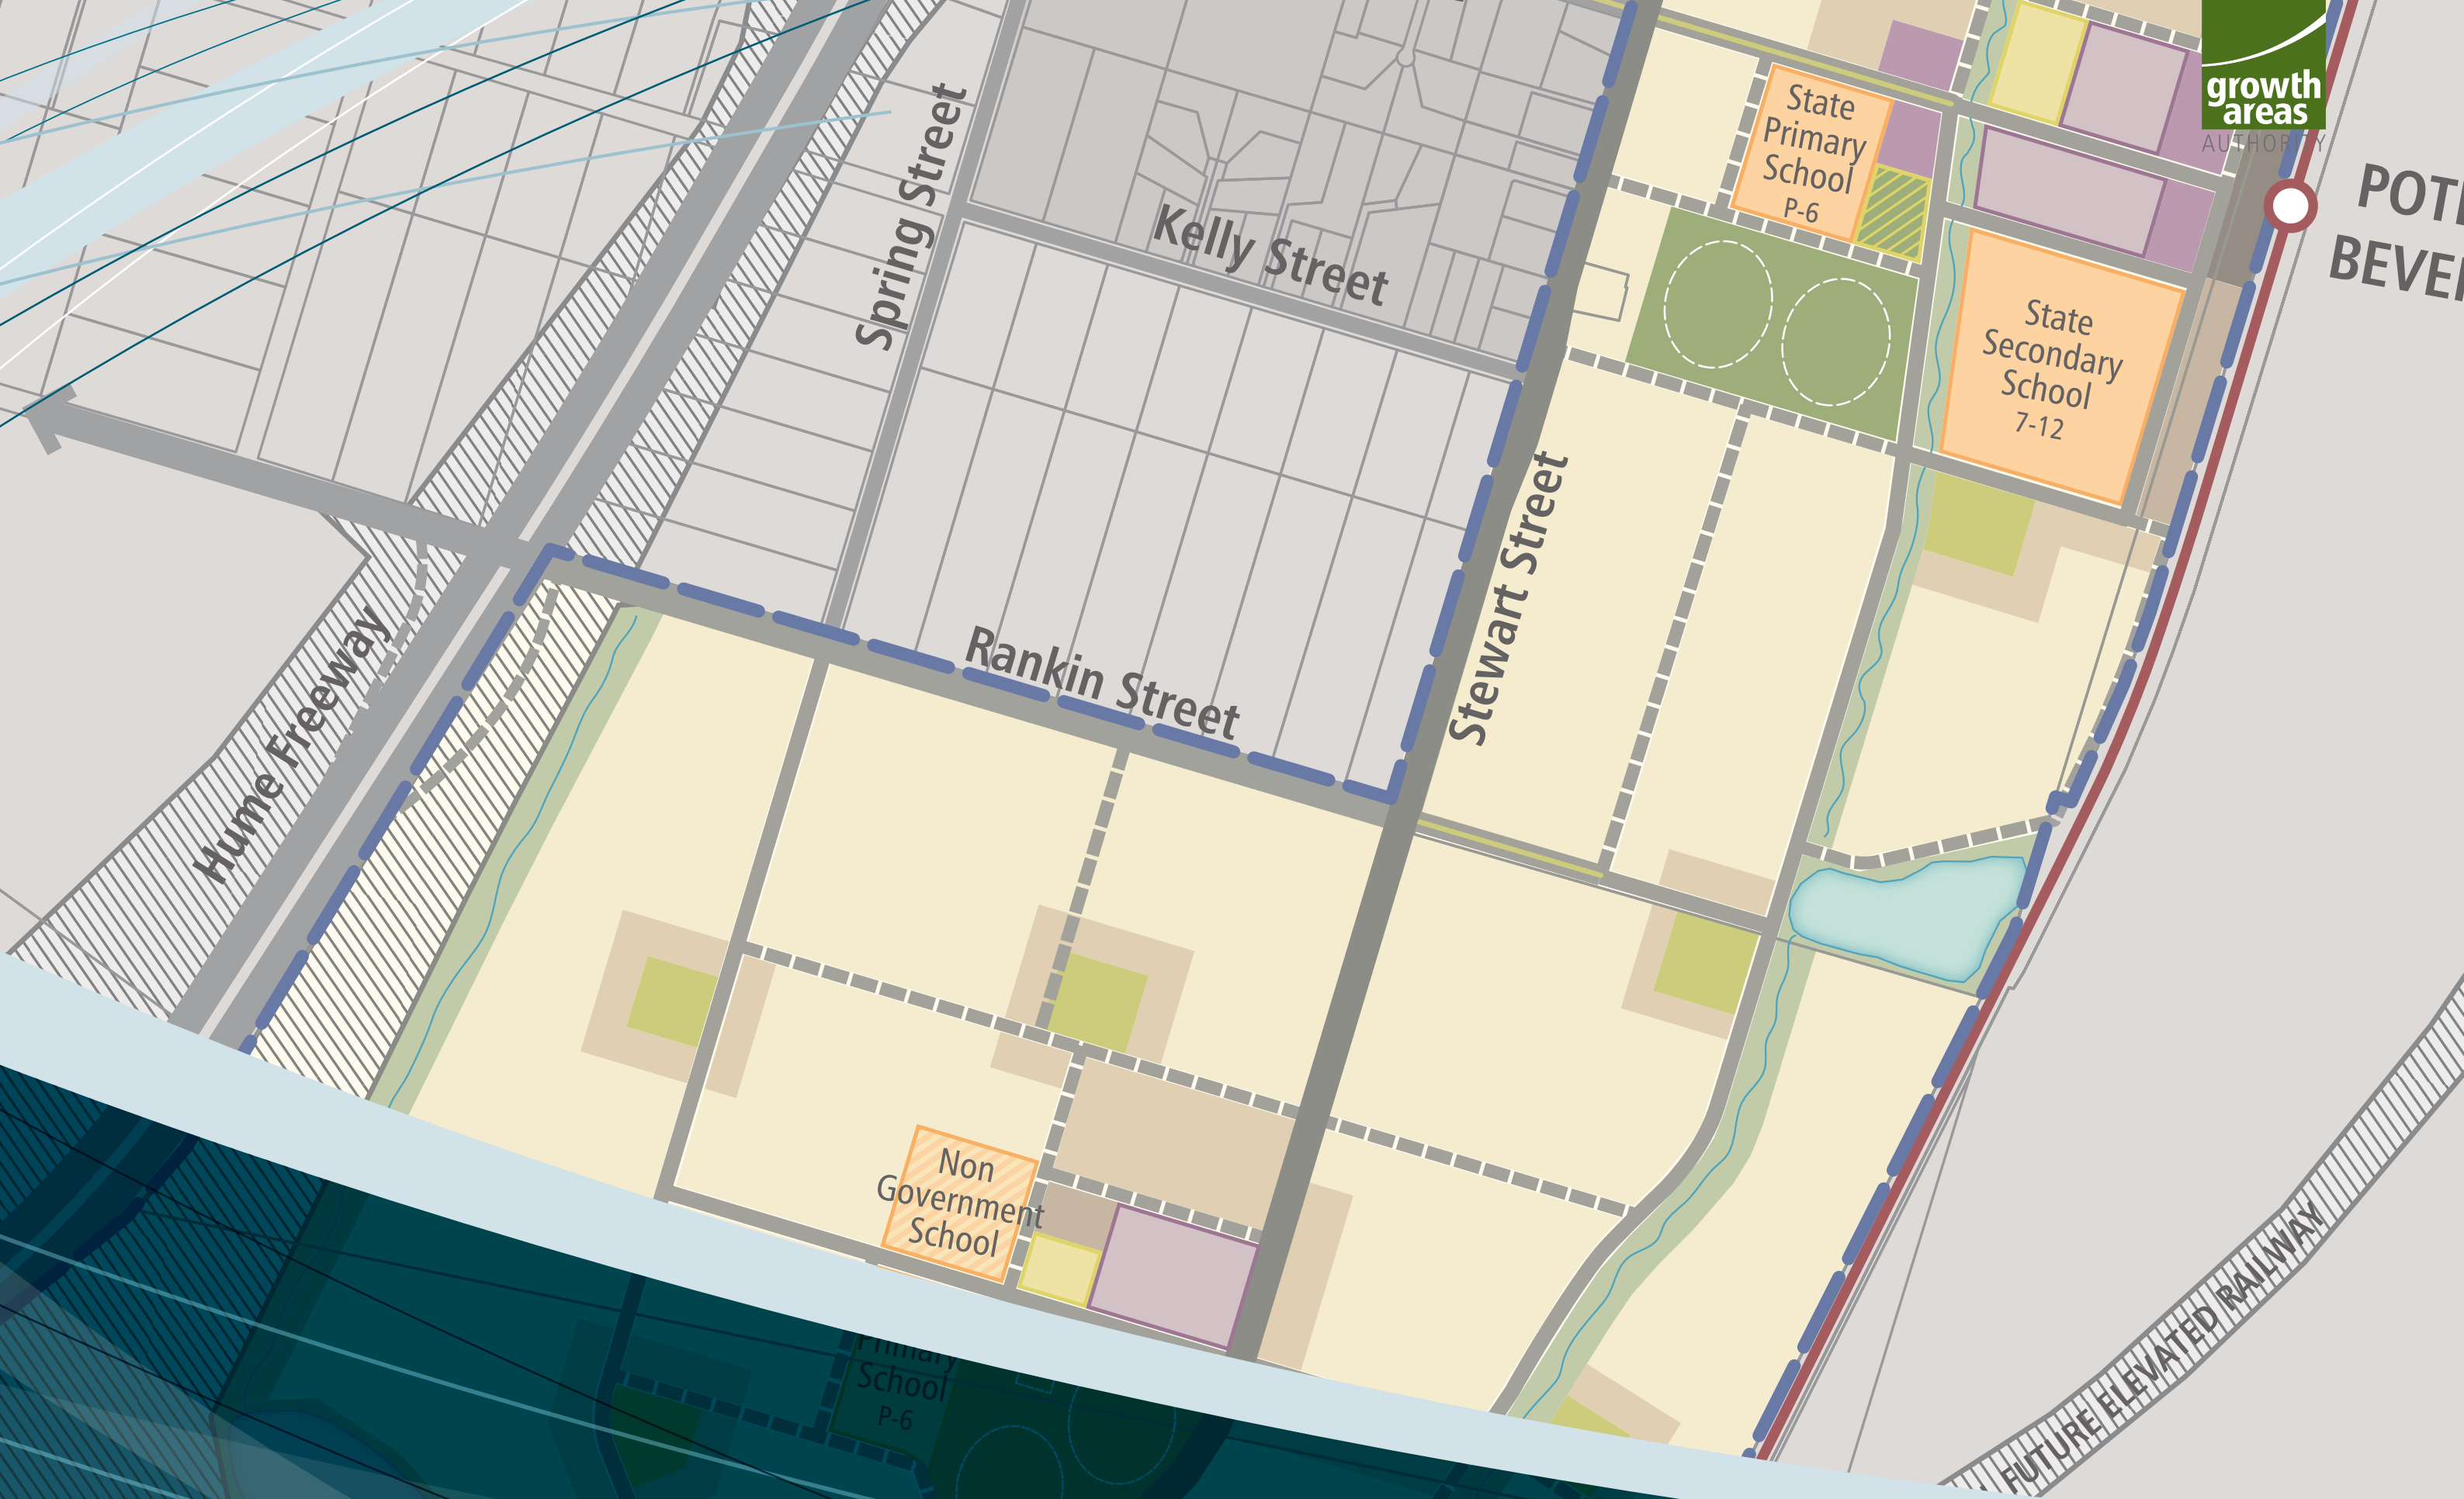 growth
areas
AUTHORITY
State
Primary
School
P-6
Spring Street
Kelly Street
State
Secondary
School
7-12
Stewart Street
Rankin Street
Hume Freeway
Non
Government
School
Primary
School
P-6
FUTURE ELEVATED RAILWAY